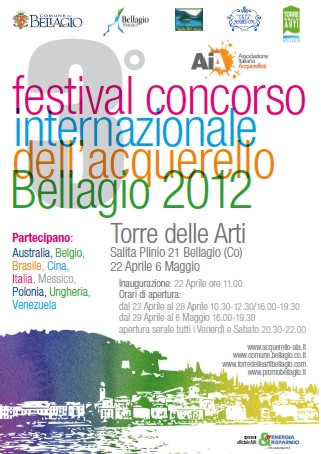 COMUNE DI
BELLAGIO
Bellagio
TORRE
DELLE
ARTI
BELLAGIO
AiA
Associazione
Italiana
Acquerellisti
3°
festival concorso
internazionale
dell'acquerello
Bellagio 2012
Partecipano:
Australia, Belgio,
Brasile, Cina,
Italia, Messico,
Polonia, Ungheria,
Venezuela
Torre delle Arti
Salita Plinio 21 Bellagio (Co)
22 Aprile 6 Maggio
Inaugurazione: 22 Aprile ore 11.00
Orari di apertura:
dal 22 Aprile al 28 Aprile 10.30-12.30/16.00-19.30
dal 29 Aprile al 6 Maggio 16.00-19.30
apertura serale tutti i Venerdì e Sabato 20.30-22.00
www.acquerello-aia.it
www.comune.bellagio.co.it
www.torredelleartibellagio.com
www.promobellagio.it
sponsor
ufficiale AIA
&ENERGIA
RISPARMIO